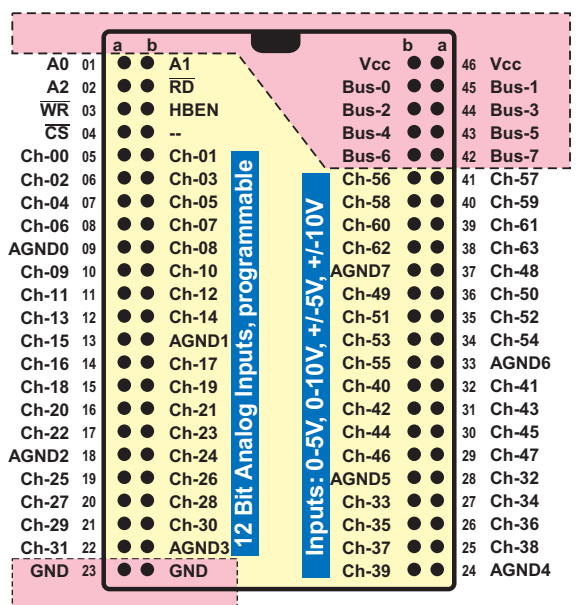 a b b a
A0 01 A1 Vcc 46 Vcc
A2 02 R̅D̅ Bus-0 45 Bus-1
W̅R̅ 03 HBEN Bus-2 44 Bus-3
C̅S̅ 04 -- Bus-4 43 Bus-5
Ch-00 05 Ch-01 Bus-6 42 Bus-7
Ch-02 06 Ch-03 Ch-56 41 Ch-57
Ch-04 07 Ch-05 Ch-58 40 Ch-59
Ch-06 08 Ch-07 Ch-60 39 Ch-61
AGND0 09 Ch-08 Ch-62 38 Ch-63
Ch-09 10 Ch-10 AGND7 37 Ch-48
Ch-11 11 Ch-12 Ch-49 36 Ch-50
Ch-13 12 Ch-14 Ch-51 35 Ch-52
Ch-15 13 AGND1 Ch-53 34 Ch-54
Ch-16 14 Ch-17 Ch-55 33 AGND6
Ch-18 15 Ch-19 Ch-40 32 Ch-41
Ch-20 16 Ch-21 Ch-42 31 Ch-43
Ch-22 17 Ch-23 Ch-44 30 Ch-45
AGND2 18 Ch-24 Ch-46 29 Ch-47
Ch-25 19 Ch-26 AGND5 28 Ch-32
Ch-27 20 Ch-28 Ch-33 27 Ch-34
Ch-29 21 Ch-30 Ch-35 26 Ch-36
Ch-31 22 AGND3 Ch-37 25 Ch-38
GND 23 GND Ch-39 24 AGND4
12 Bit Analog Inputs, programmable
Inputs: 0-5V, 0-10V, +/-5V, +/-10V